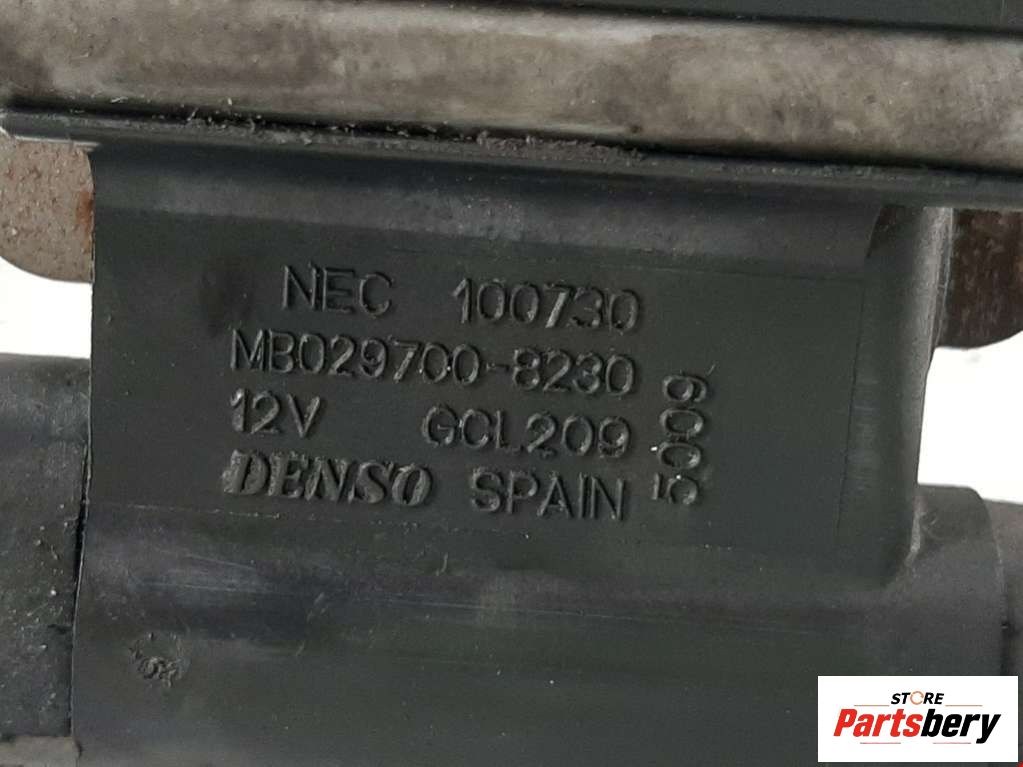 NEC 100730
MB029700-8230
12V GCL209
DENSO SPAIN
5009
STORE
Partsbery